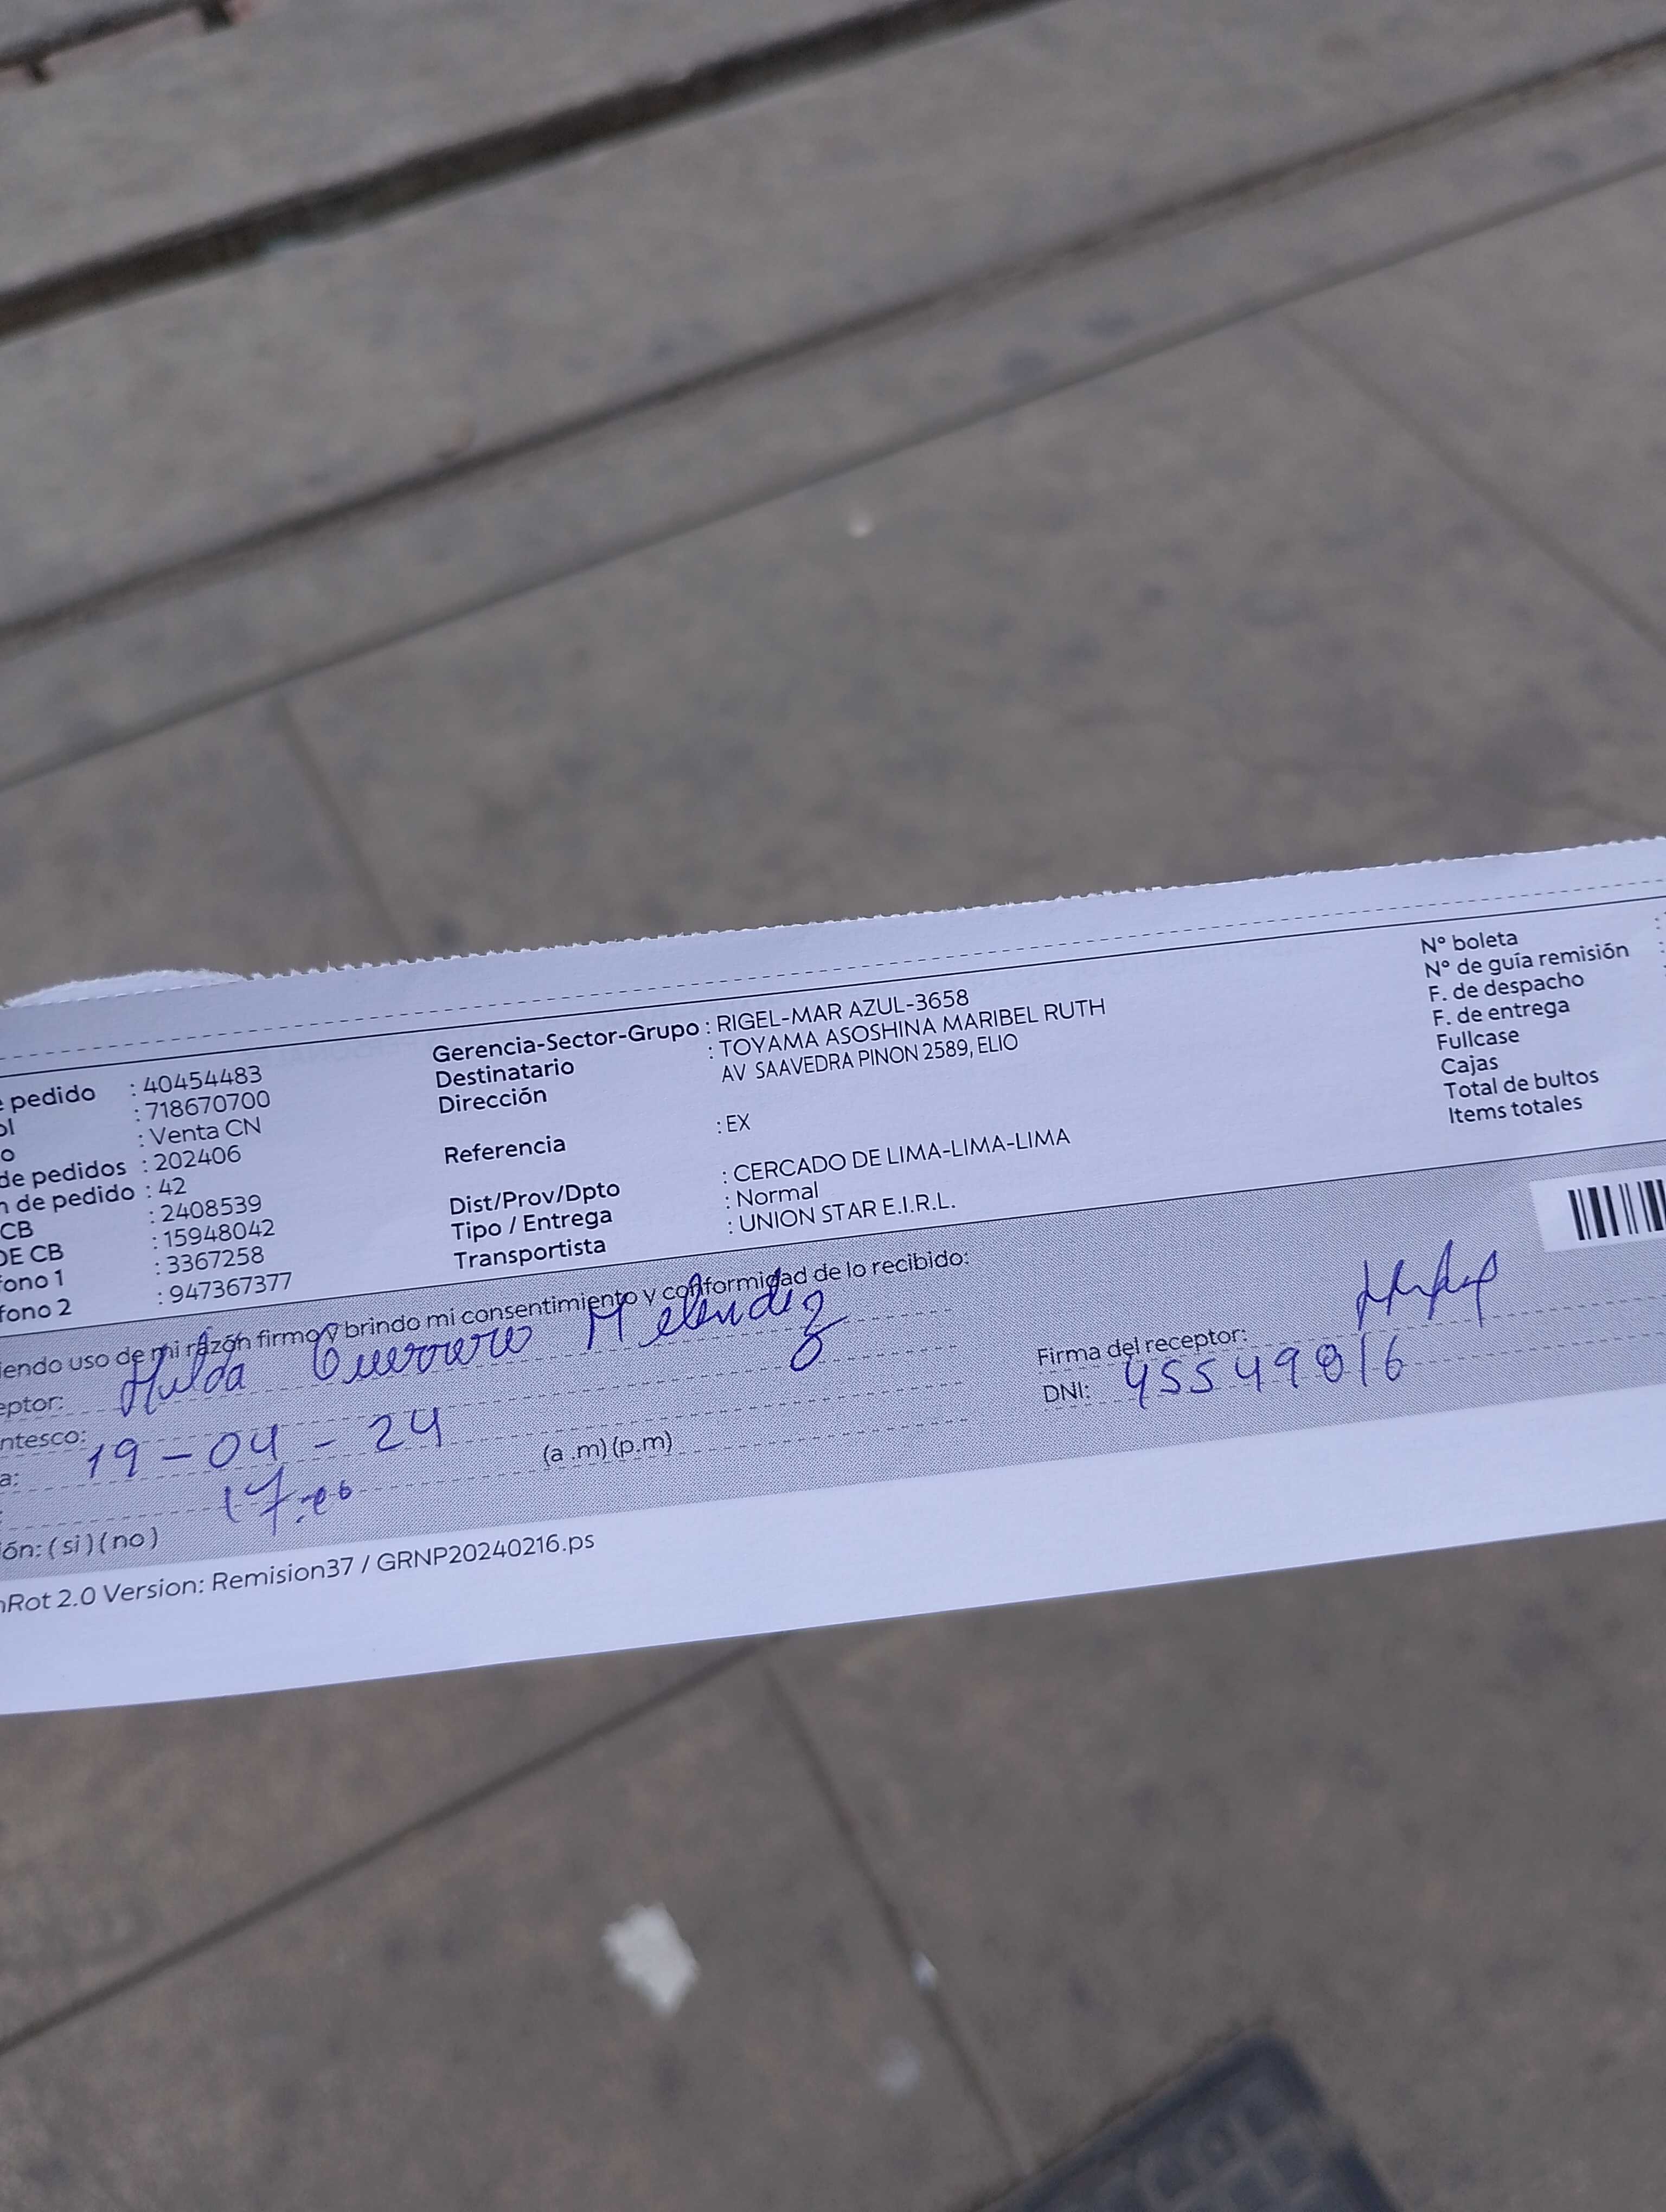 e pedido : 40454483
ol : 718670700
o : Venta CN
de pedidos : 202406
n de pedido : 42
CB : 2408539
DE CB : 15948042
fono 1 : 3367258
fono 2 : 947367377
Gerencia-Sector-Grupo : RIGEL-MAR AZUL-3658
Destinatario : TOYAMA ASOSHINA MARIBEL RUTH
Dirección AV SAAVEDRA PINON 2589, ELIO
Referencia : EX
Dist/Prov/Dpto : CERCADO DE LIMA-LIMA-LIMA
Tipo / Entrega : Normal
Transportista : UNION STAR E.I.R.L.
N° boleta
N° de guía remisión
F. de despacho
F. de entrega
Fullcase
Cajas
Total de bultos
Items totales
iendo uso de mi razón firmo y brindo mi consentimiento y conformidad de lo recibido:
eptor: Hulda Guerrero Melendez
ntesco:
a: 19-04-24
: 17:00 (a .m) (p.m)
ón: (si) (no)
Firma del receptor:
DNI: 45549816
nRot 2.0 Version: Remision37 / GRNP20240216.ps